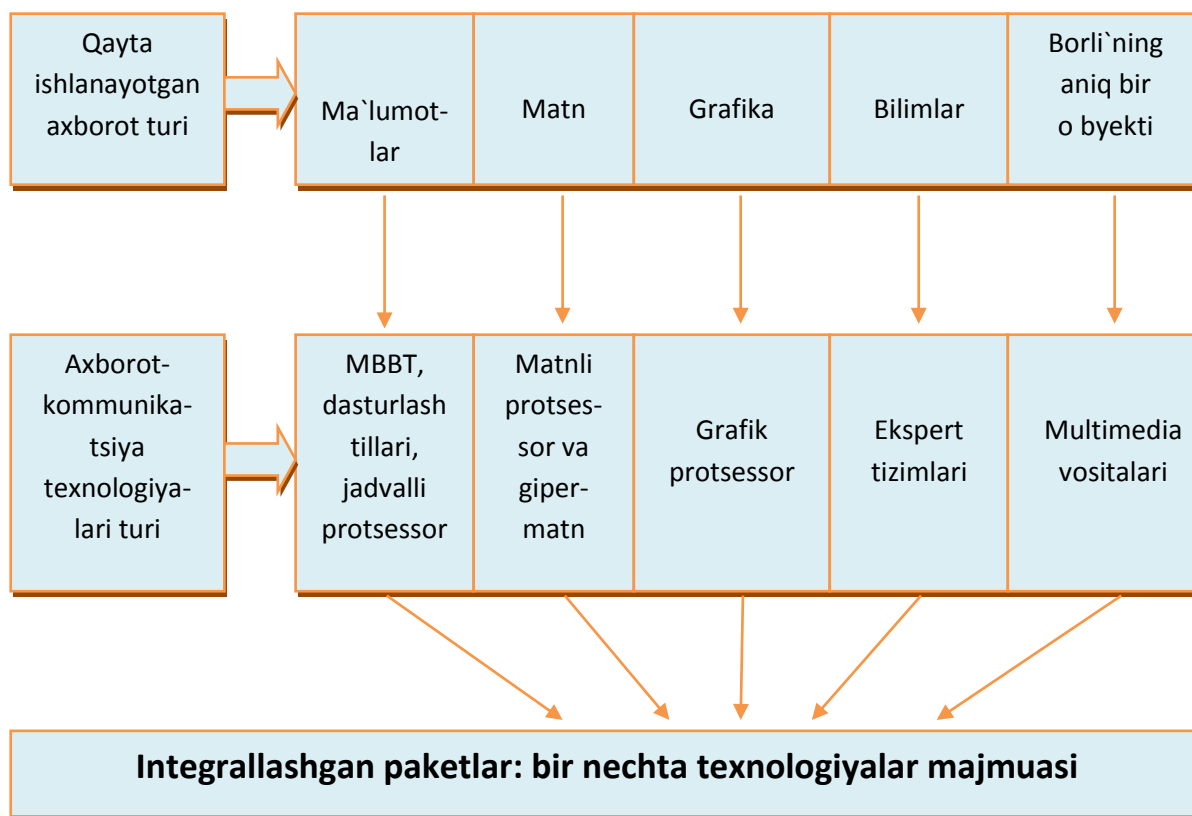 Qayta
ishlanayotgan
axborot turi
Ma`lumot-
lar
Matn
Grafika
Bilimlar
Borli`ning
aniq bir
o byekti
Axborot-
kommunika-
tsiya
texnologiya-
lari turi
MBBT,
dasturlash
tillari,
jadvalli
protsessor
Matnli
protses-
sor va
giper-
matn
Grafik
protsessor
Ekspert
tizimlari
Multimedia
vositalari
Integrallashgan paketlar: bir nechta texnologiyalar majmuasi